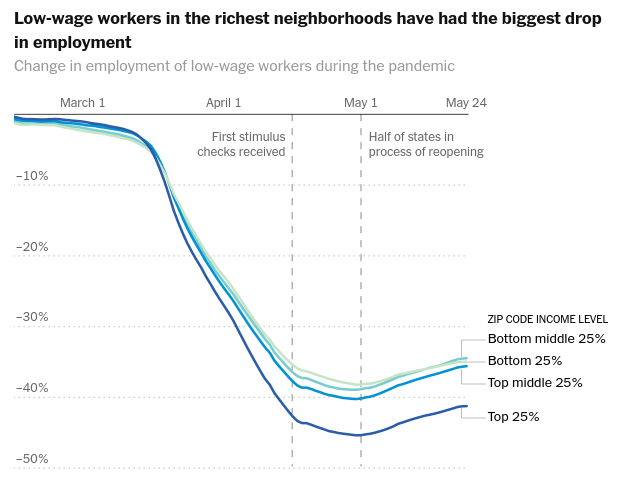 Low-wage workers in the richest neighborhoods have had the biggest drop
in employment
Change in employment of low-wage workers during the pandemic
March 1
April 1
May 1
May 24
First stimulus
checks received
Half of states in
process of reopening
–10%
–20%
–30%
–40%
–50%
ZIP CODE INCOME LEVEL
Bottom middle 25%
Bottom 25%
Top middle 25%
Top 25%